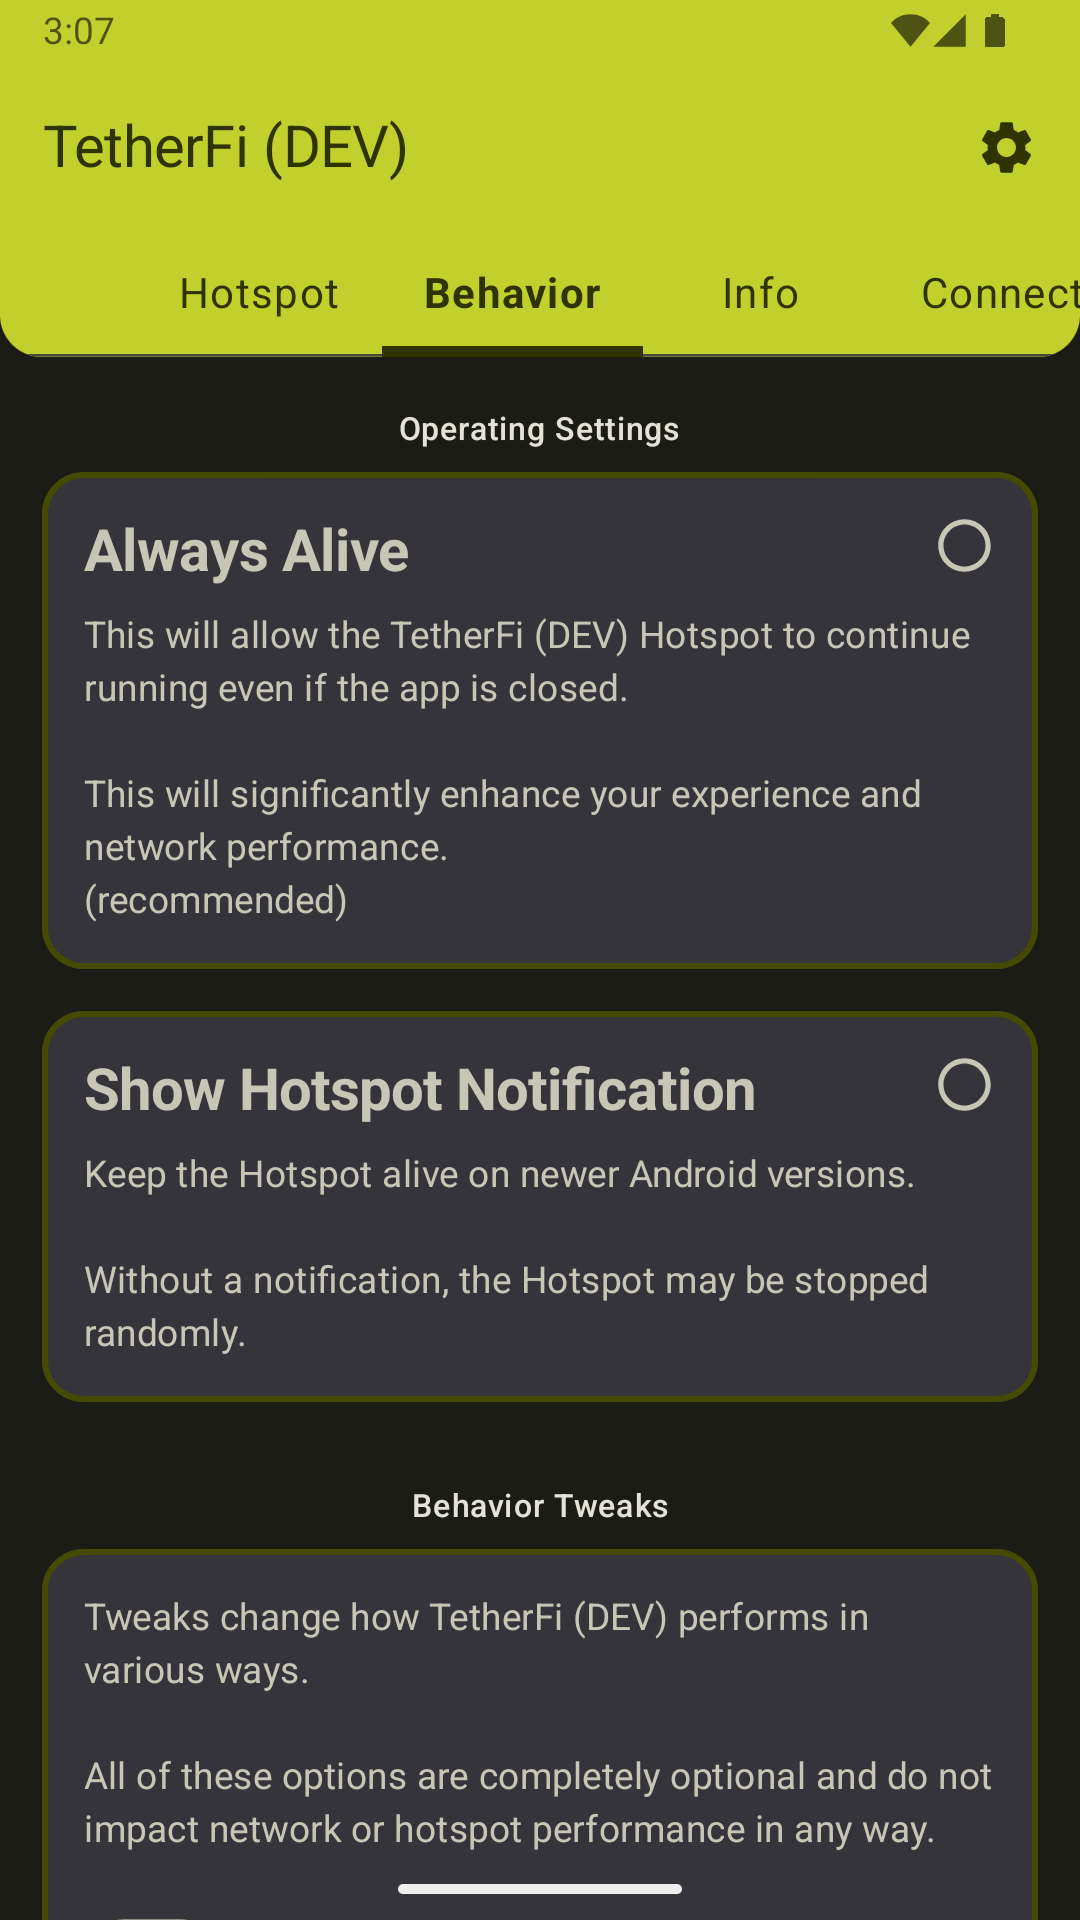 3:07
TetherFi (DEV)
Hotspot Behavior Info Connect
Operating Settings
Always Alive
This will allow the TetherFi (DEV) Hotspot to continue
running even if the app is closed.
This will significantly enhance your experience and
network performance.
(recommended)
Show Hotspot Notification
Keep the Hotspot alive on newer Android versions.
Without a notification, the Hotspot may be stopped
randomly.
Behavior Tweaks
Tweaks change how TetherFi (DEV) performs in
various ways.
All of these options are completely optional and do not
impact network or hotspot performance in any way.